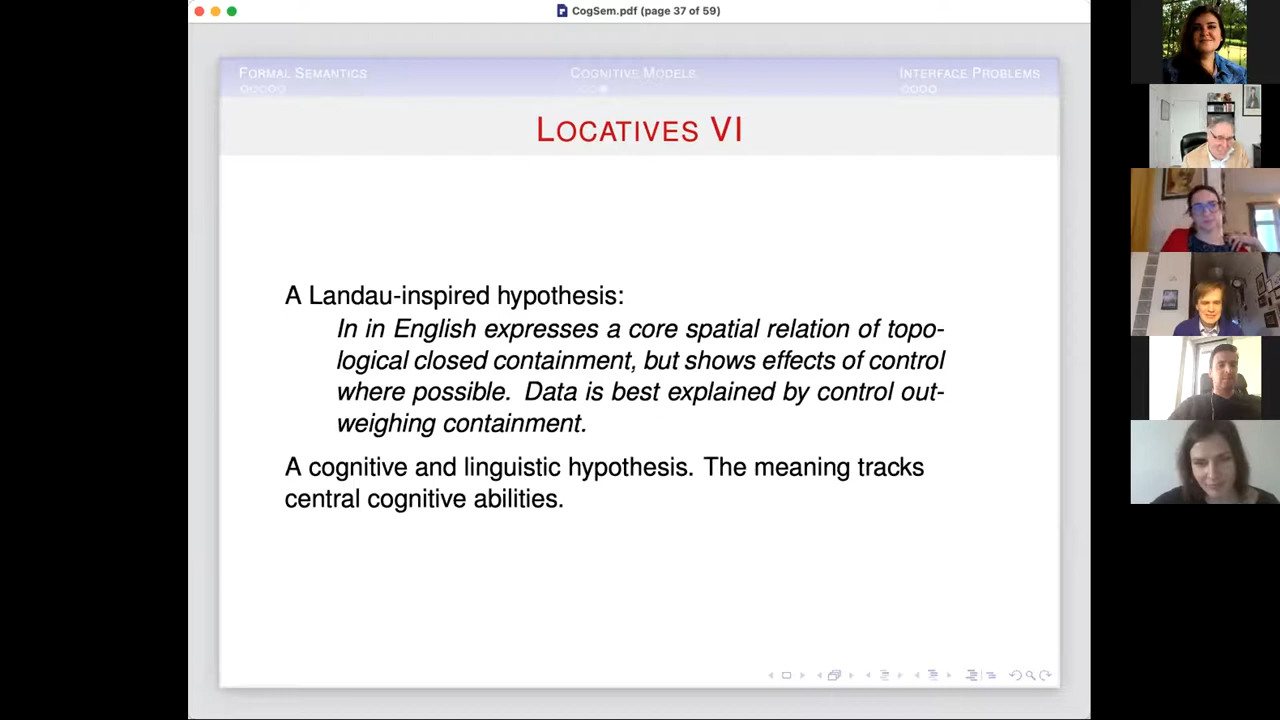 CogSem.pdf (page 37 of 59)
FORMAL SEMANTICS COGNITIVE MODELS INTERFACE PROBLEMS
LOCATIVES VI
A Landau-inspired hypothesis:
In in English expresses a core spatial relation of topo-
logical closed containment, but shows effects of control
where possible. Data is best explained by control out-
weighing containment.
A cognitive and linguistic hypothesis. The meaning tracks
central cognitive abilities.